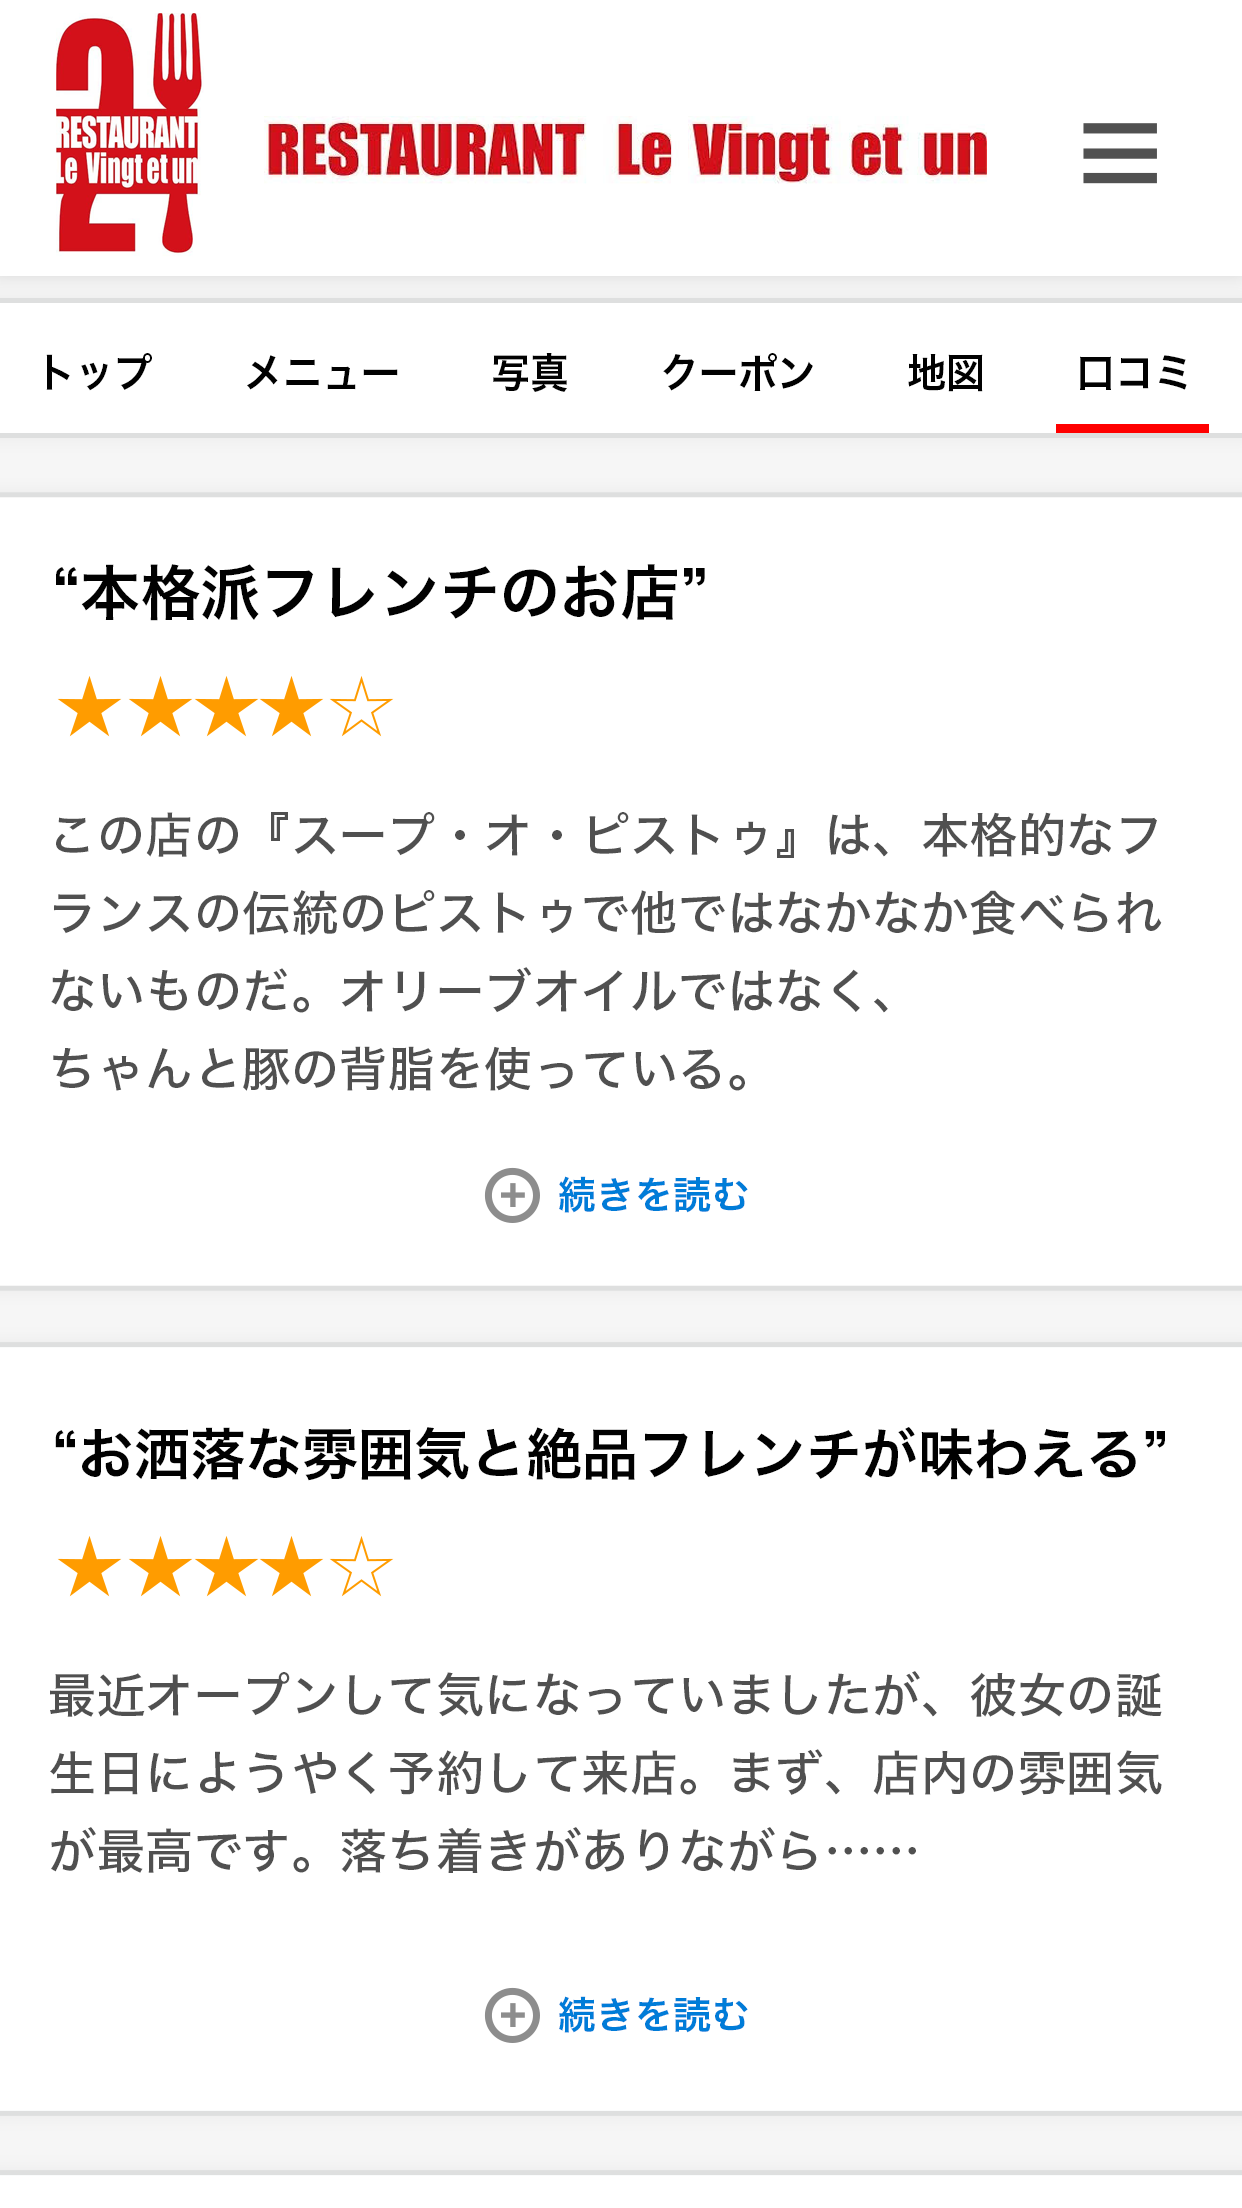 RESTAURANT
Le Vingt et un
RESTAURANT Le Vingt et un
トップ メニュー 写真 クーポン 地図 口コミ
“本格派フレンチのお店”
★★★★☆
この店の『スープ・オ・ピストゥ』は、本格的なフ
ランスの伝統のピストゥで他ではなかなか食べられ
ないものだ。オリーブオイルではなく、
ちゃんと豚の背脂を使っている。
続きを読む
“お洒落な雰囲気と絶品フレンチが味わえる”
★★★★☆
最近オープンして気になっていましたが、彼女の誕
生日にようやく予約して来店。まず、店内の雰囲気
が最高です。落ち着きがありながら……
続きを読む